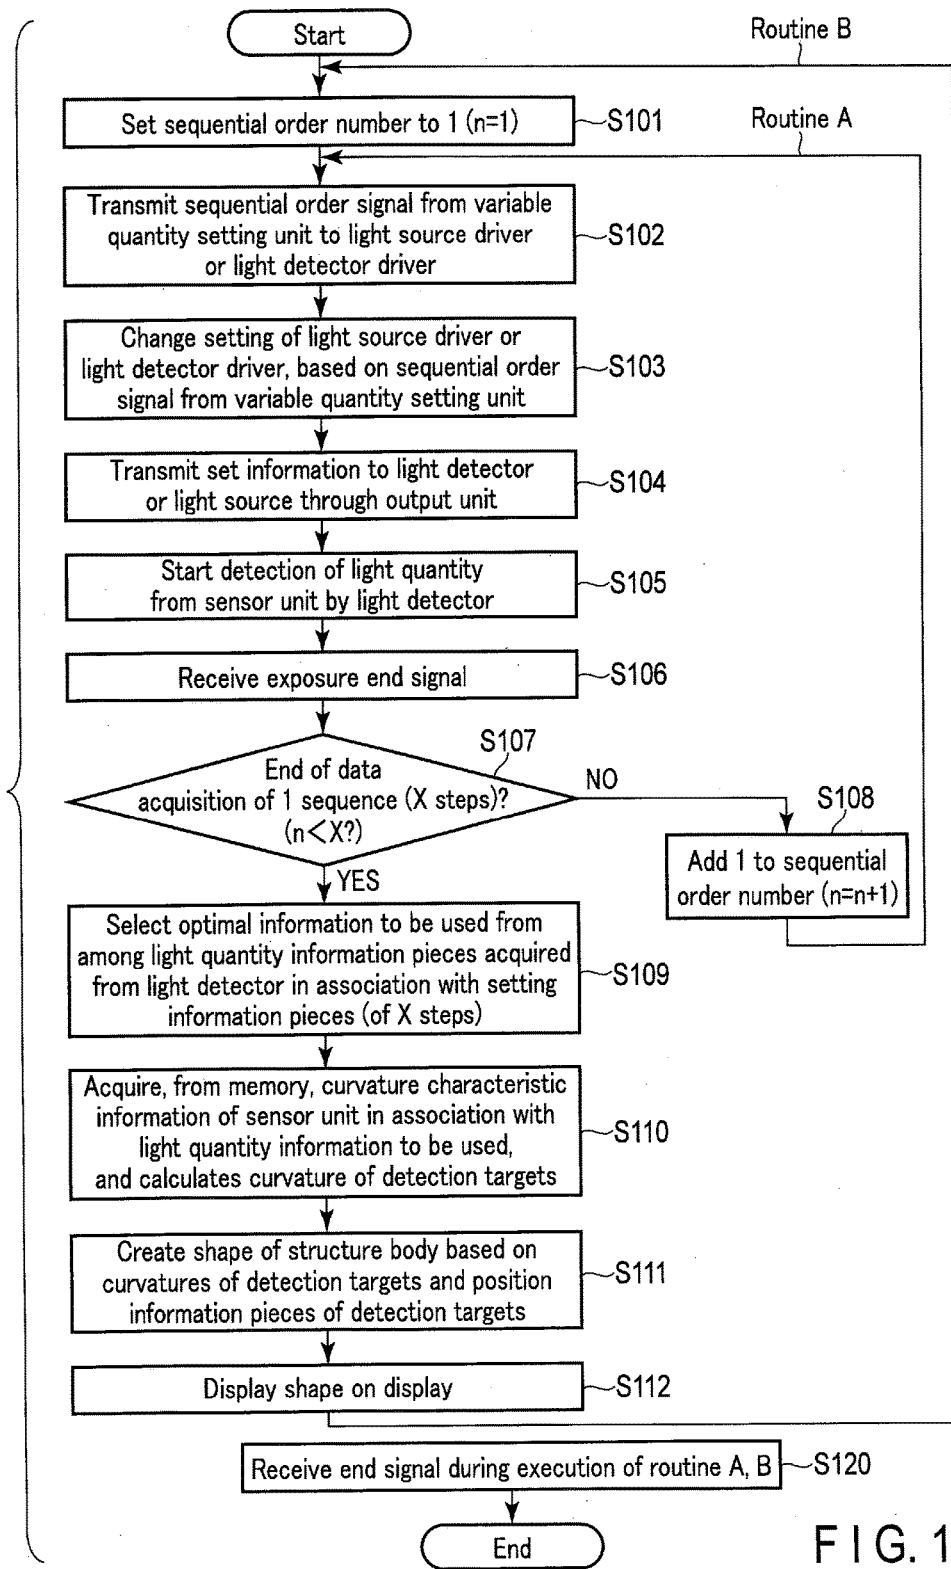 Start
Routine B
Set sequential order number to 1 (n=1)
S101
Routine A
Transmit sequential order signal from variable
quantity setting unit to light source driver
or light detector driver
S102
Change setting of light source driver or
light detector driver, based on sequential order
signal from variable quantity setting unit
S103
Transmit set information to light detector
or light source through output unit
S104
Start detection of light quantity
from sensor unit by light detector
S105
Receive exposure end signal
S106
S107
End of data
acquisition of 1 sequence (X steps)?
(n<X?)
NO
YES
S108
Add 1 to sequential
order number (n=n+1)
Select optimal information to be used from
among light quantity information pieces acquired
from light detector in association with setting
information pieces (of X steps)
S109
Acquire, from memory, curvature characteristic
information of sensor unit in association with
light quantity information to be used,
and calculates curvature of detection targets
S110
Create shape of structure body based on
curvatures of detection targets and position
information pieces of detection targets
S111
Display shape on display
S112
Receive end signal during execution of routine A, B
S120
End
FIG. 1